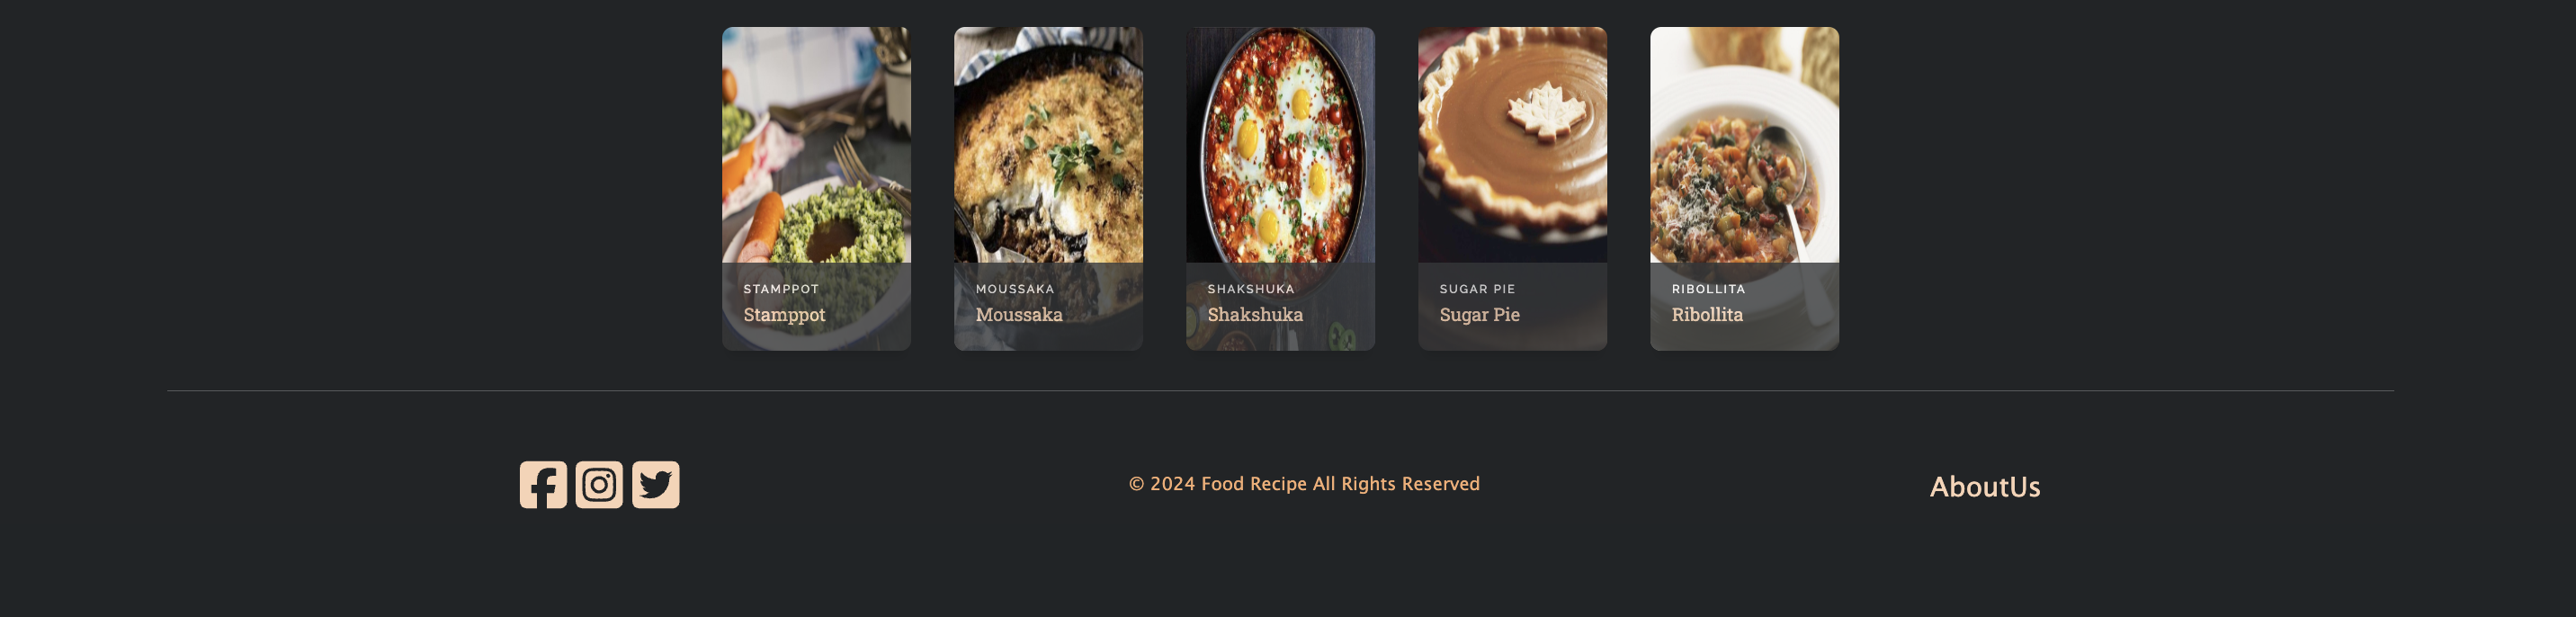 STAMPPOT
Stamppot
MOUSSAKA
Moussaka
SHAKSHUKA
Shakshuka
SUGAR PIE
Sugar Pie
RIBOLLITA
Ribollita
© 2024 Food Recipe All Rights Reserved
AboutUs